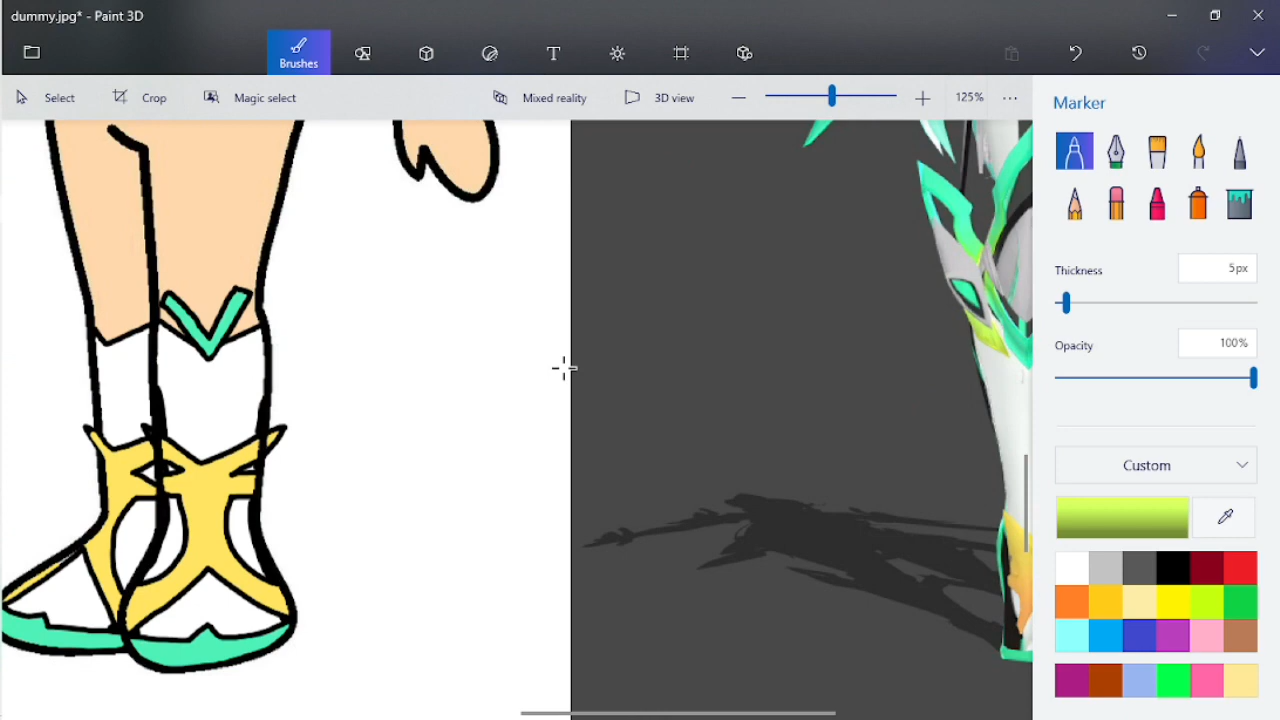 dummy.jpg* - Paint 3D
Brushes
T
Select
Crop
Magic select
Mixed reality
3D view
125%
Marker
Thickness
5px
Opacity
100%
Custom